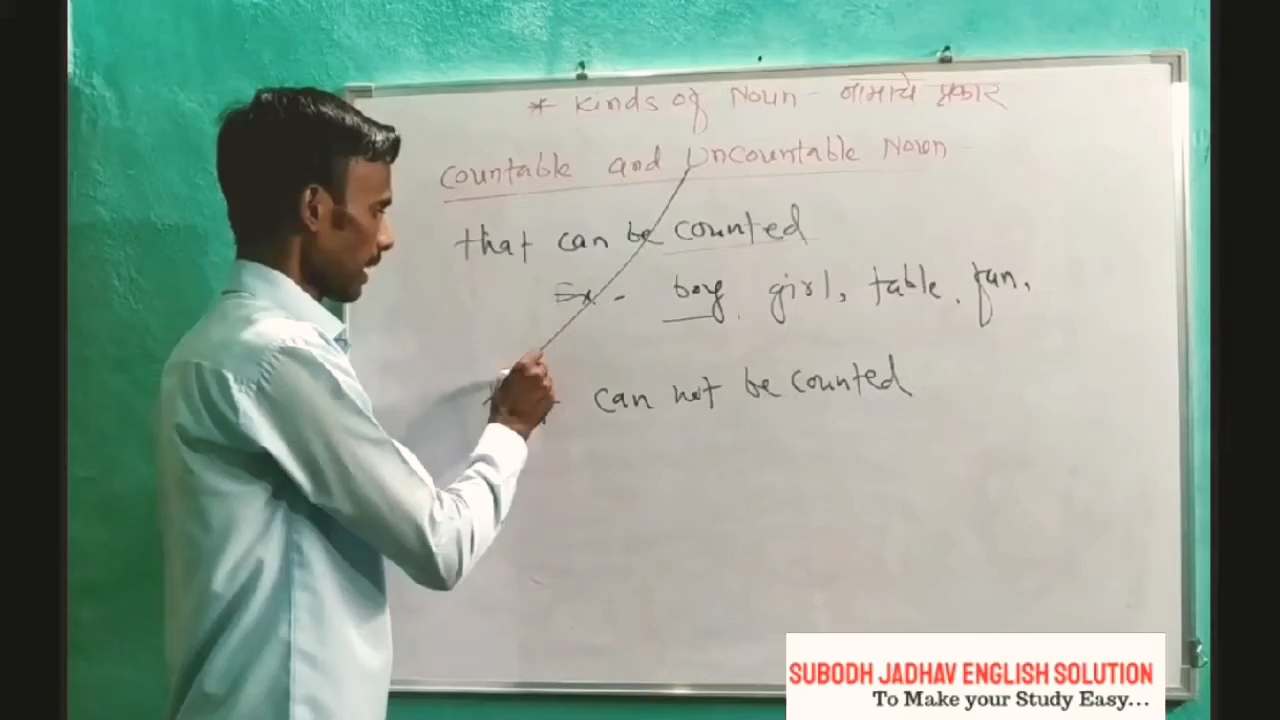 * Kinds of Noun - नामाचे प्रकार
Countable and Uncountable Noun
that can be counted
Ex - boy girl, table, fan,
can not be counted
SUBODH JADHAV ENGLISH SOLUTION
To Make your Study Easy...